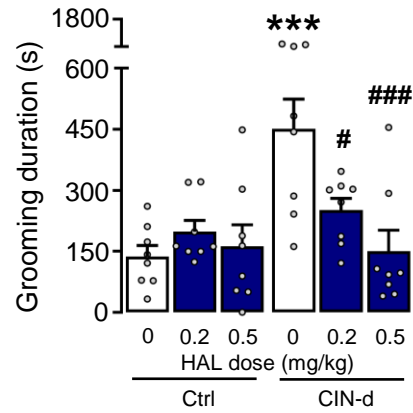 Grooming duration (s)
1800
600
450
300
150
0
***
#
###
0 0.2 0.5 0 0.2 0.5
HAL dose (mg/kg)
Ctrl CIN-d